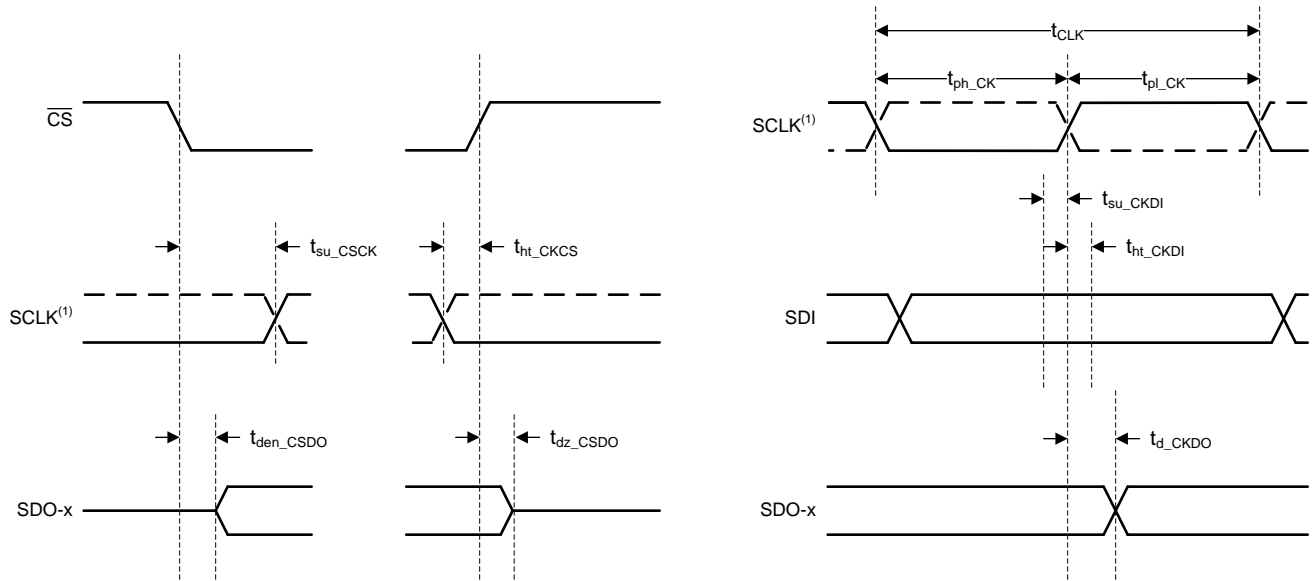 CS
SCLK(1)
tsu_CSCK
tht_CKCS
SDO-x
tden_CSDO
tdz_CSDO
tCLK
tph_CK
tpl_CK
SCLK(1)
tsu_CKDI
tht_CKDI
SDI
td_CKDO
SDO-x